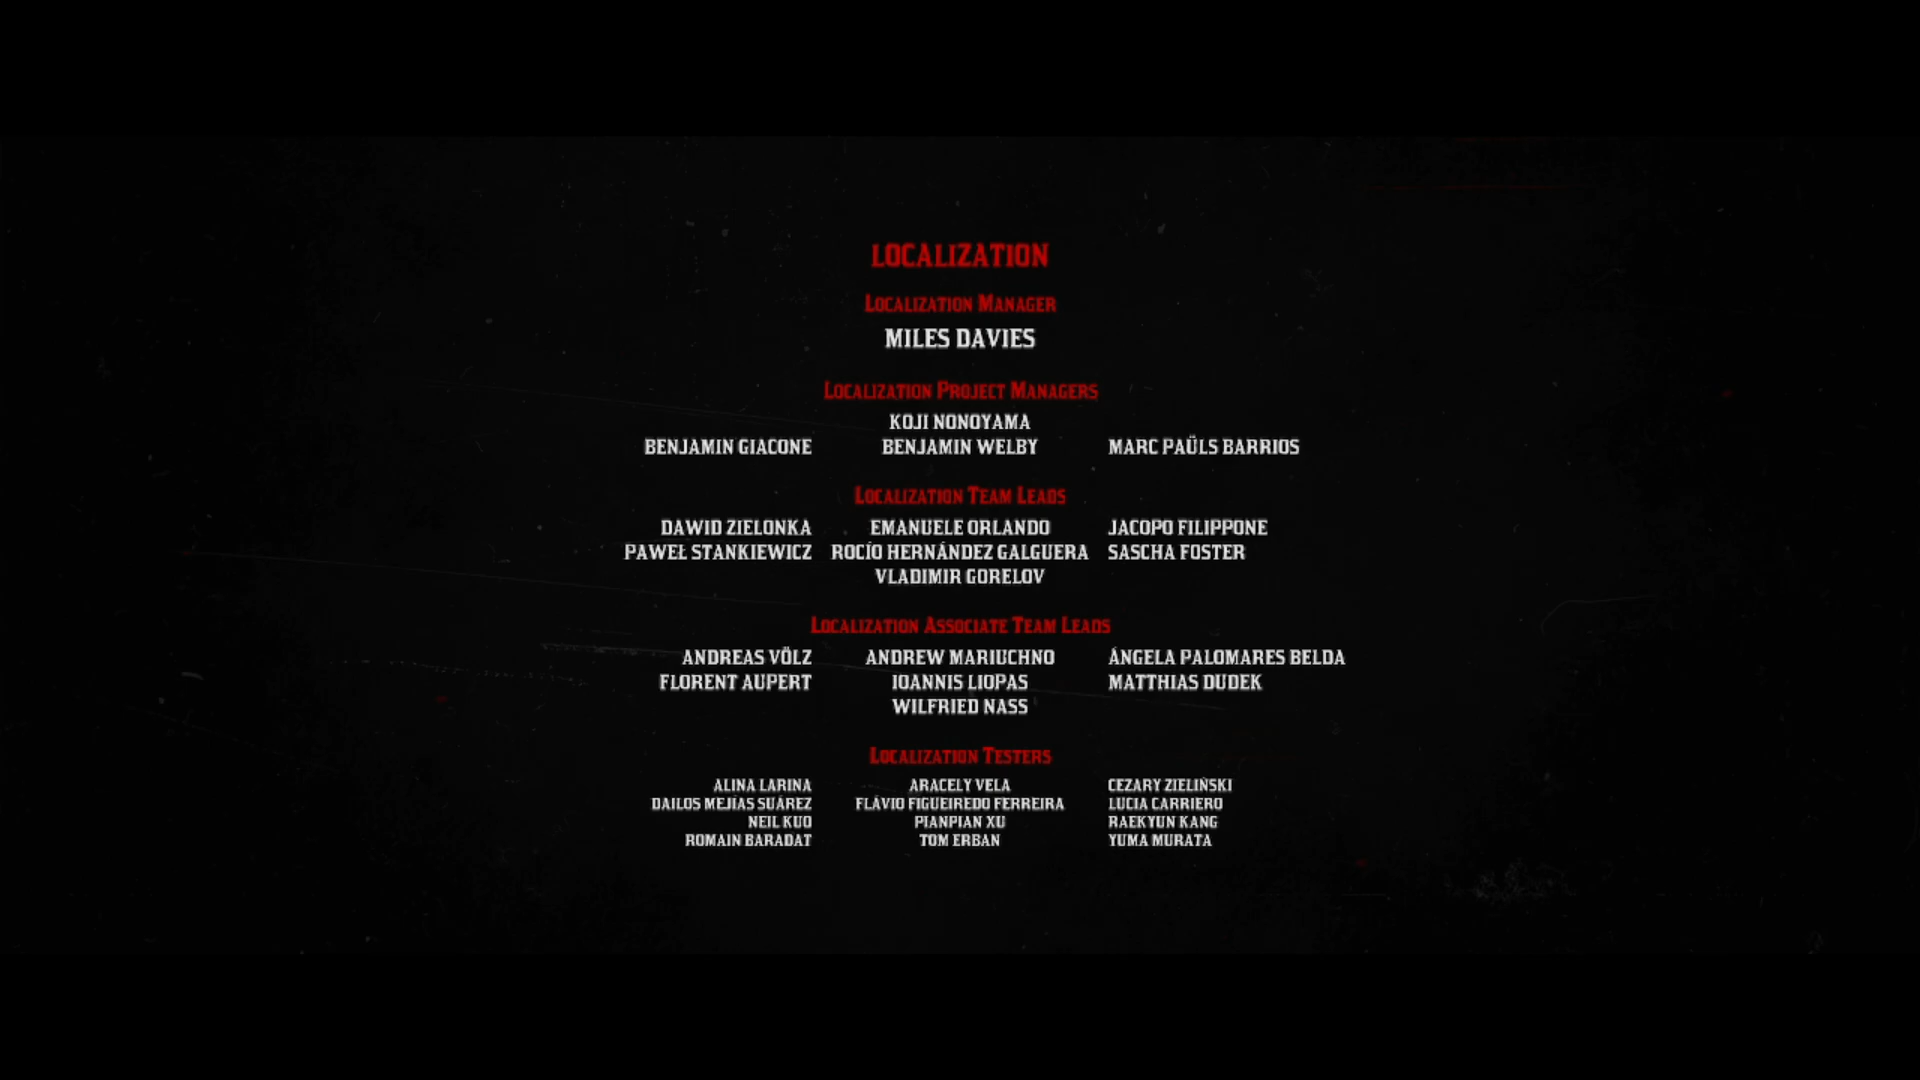 LOCALIZATION
LOCALIZATION MANAGER
MILES DAVIES
LOCALIZATION PROJECT MANAGERS
KOJI NONOYAMA
BENJAMIN GIACONE BENJAMIN WELBY MARC PAÜLS BARRIOS
LOCALIZATION TEAM LEADS
DAWID ZIELONKA EMANUELE ORLANDO JACOPO FILIPPONE
PAWEŁ STANKIEWICZ ROCÍO HERNÁNDEZ GALGUERA SASCHA FOSTER
VLADIMIR GORELOV
LOCALIZATION ASSOCIATE TEAM LEADS
ANDREAS VÖLZ ANDREW MARIUCHNO ÁNGELA PALOMARES BELDA
FLORENT AUPERT IOANNIS LIOPAS MATTHIAS DUDEK
WILFRIED NASS
LOCALIZATION TESTERS
ALINA LARINA ARACELY VELA CEZARY ZIELIŃSKI
DAILOS MEJÍAS SUÁREZ FLÁVIO FIGUEIREDO FERREIRA LUCIA CARRIERO
NEIL KUO PIANPIAN XU RAEKYUN KANG
ROMAIN BARADAT TOM ERBAN YUMA MURATA